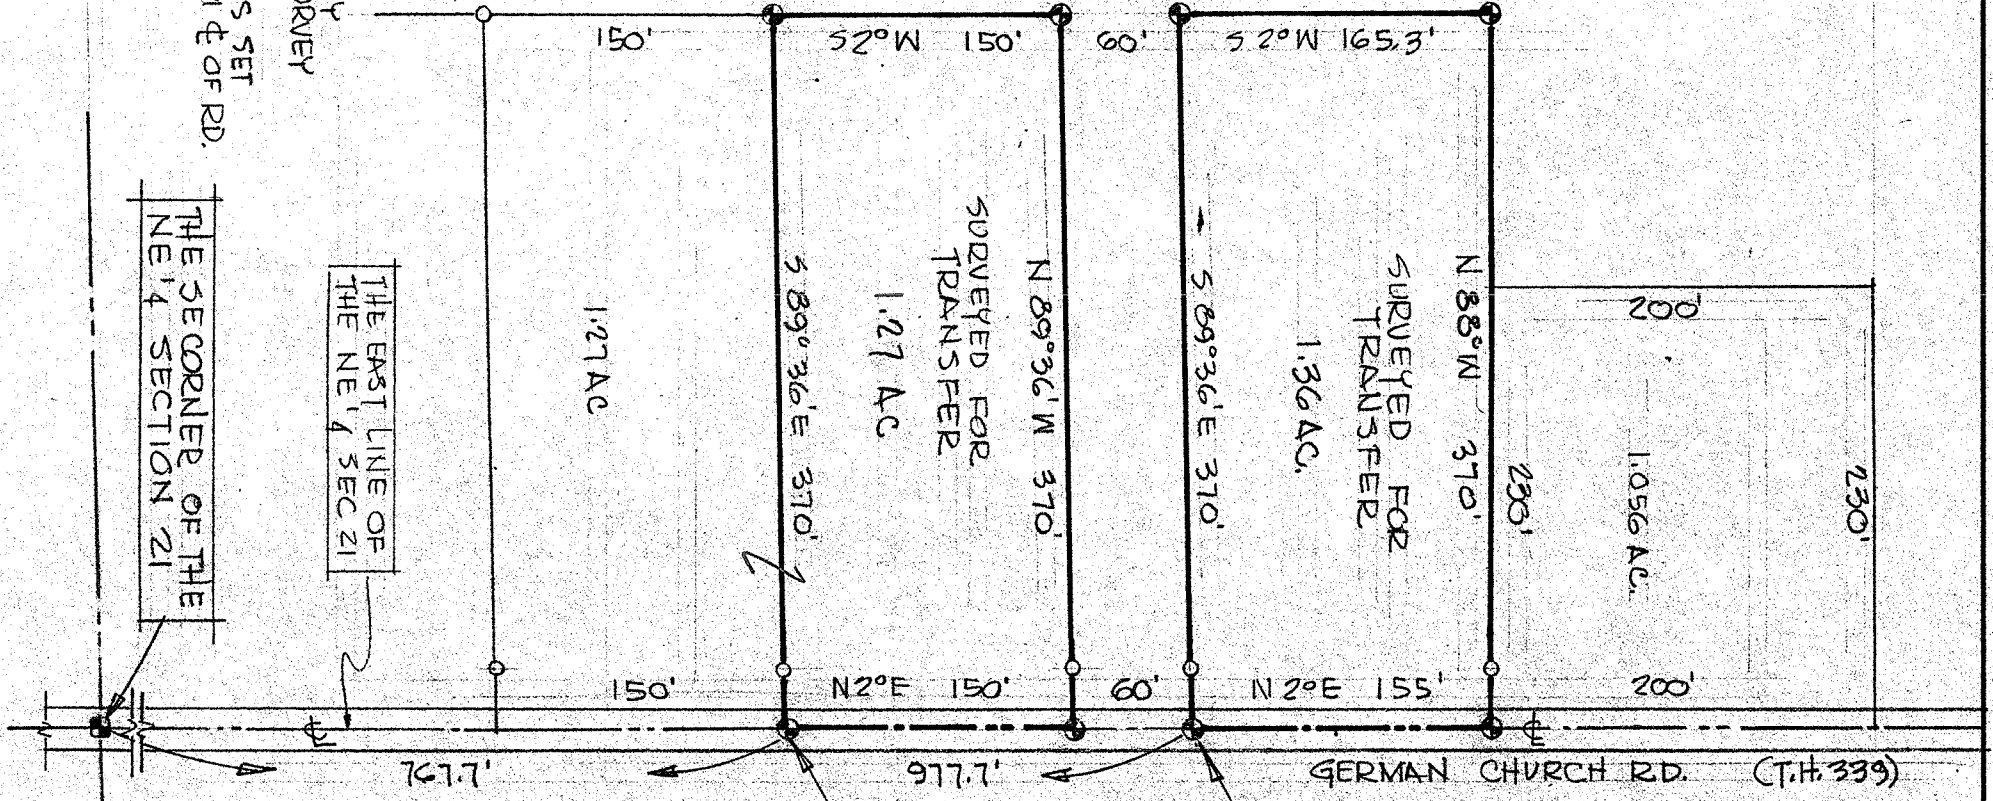 RVEY
S SET
₵ OF RD.
150'
S 2° W 150'
60'
S 2° W 165.3'
THE SE CORNER OF THE
NE 1/4 SECTION 21
THE EAST LINE OF
THE NE 1/4 SEC 21
1.27 AC
S 89° 36' E 370'
1.27 AC
SURVEYED FOR
TRANSFER
N 89° 36' W 370'
S 89° 36' E 370'
1.36 AC.
SURVEYED FOR
TRANSFER
N 88° W 370'
200'
230'
1.056 AC.
230'
150'
N 2° E 150'
60'
N 2° E 155'
200'
767.7'
977.7'
GERMAN CHURCH RD. (T.H. 339)